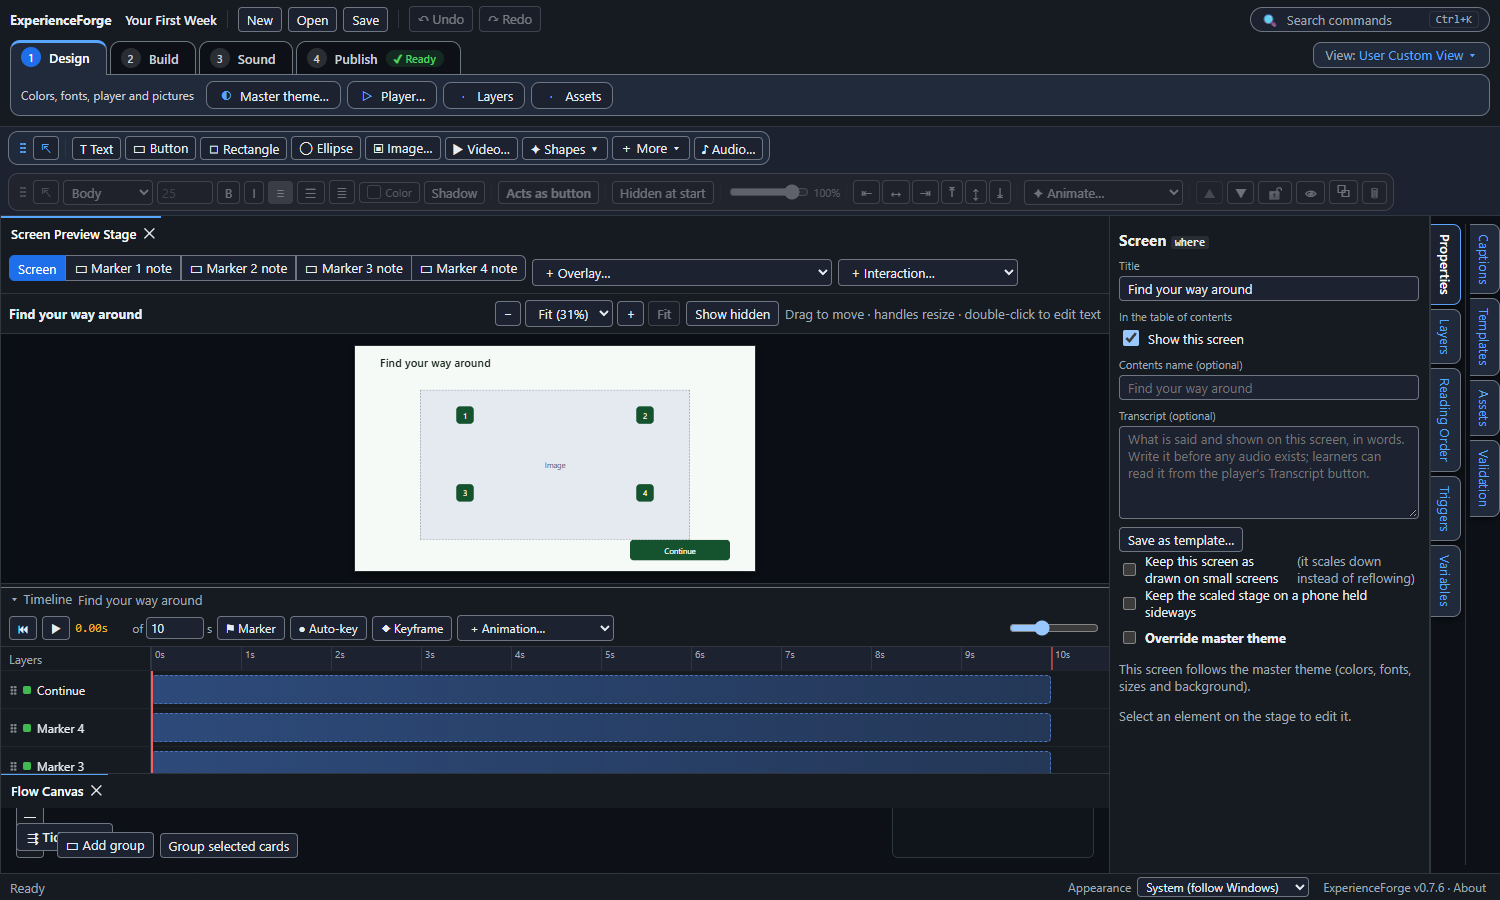 ExperienceForge Your First Week New Open Save Undo Redo Search commands Ctrl+K
1 Design 2 Build 3 Sound 4 Publish ✓ Ready View: User Custom View
Colors, fonts, player and pictures Master theme... Player... Layers Assets
T Text Button Rectangle Ellipse Image... Video... Shapes + More Audio...
Body 25 B I Color Shadow Acts as button Hidden at start 100% Animate...
Screen Preview Stage
Screen Marker 1 note Marker 2 note Marker 3 note Marker 4 note + Overlay... + Interaction...
Find your way around − Fit (31%) + Fit Show hidden Drag to move · handles resize · double-click to edit text
Find your way around
1 2
Image
3 4
Continue
Timeline Find your way around
0.00s of 10 s Marker Auto-key Keyframe + Animation...
Layers 0s 1s 2s 3s 4s 5s 6s 7s 8s 9s 10s
Continue
Marker 4
Marker 3
Flow Canvas
Add group Group selected cards
Screen where
Title
Find your way around
In the table of contents
Show this screen
Contents name (optional)
Find your way around
Transcript (optional)
What is said and shown on this screen, in words.
Write it before any audio exists; learners can
read it from the player's Transcript button.
Save as template...
Keep this screen as (it scales down
drawn on small screens instead of reflowing)
Keep the scaled stage on a phone held
sideways
Override master theme
This screen follows the master theme (colors, fonts,
sizes and background).
Select an element on the stage to edit it.
Properties
Layers
Reading Order
Triggers
Variables
Captions
Templates
Assets
Validation
Ready Appearance System (follow Windows) ExperienceForge v0.7.6 · About